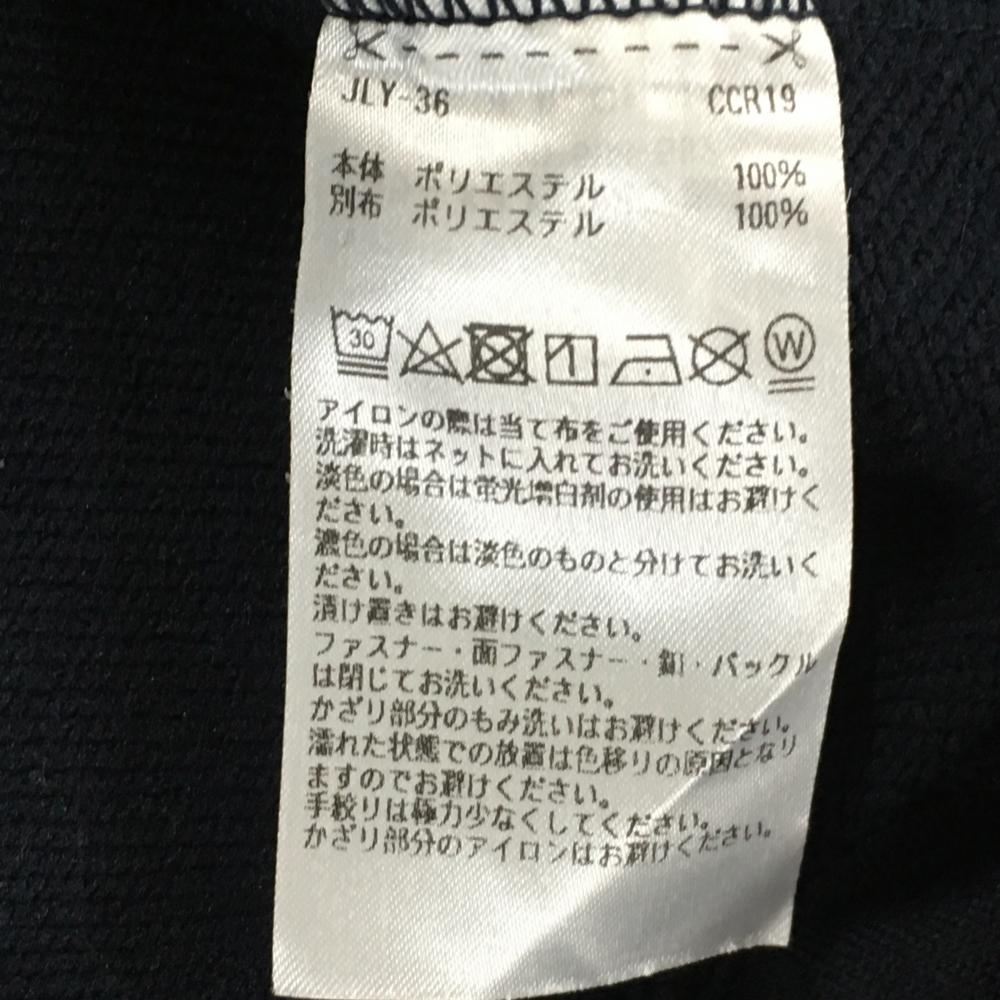 JLY-36 CCR19
本体 ポリエステル 100%
別布 ポリエステル 100%
30 W
アイロンの際は当て布をご使用ください。
洗濯時はネットに入れてお洗いください。
淡色の場合は蛍光増白剤の使用はお避けく
ださい。
濃色の場合は淡色のものと分けてお洗いく
ださい。
漬け置きはお避けください。
ファスナー・面ファスナー・釦・バックル
は閉じてお洗いください。
かざり部分のもみ洗いはお避けください。
濡れた状態での放置は色移りの原因となり
ますのでお避けください。
手絞りは極力少なくしてください。
かざり部分のアイロンはお避けください。